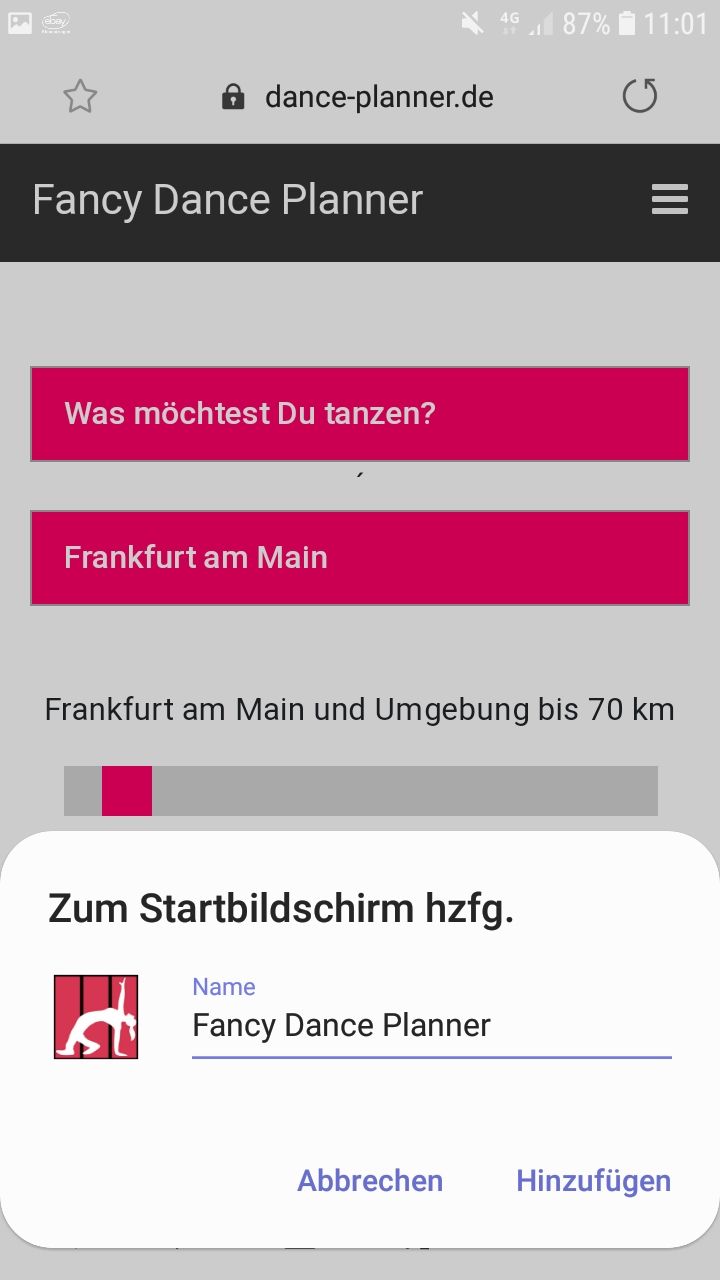 ebay
4G 87% 11:01
dance-planner.de
Fancy Dance Planner
Was möchtest Du tanzen?
´
Frankfurt am Main
Frankfurt am Main und Umgebung bis 70 km
Zum Startbildschirm hzfg.
Name
Fancy Dance Planner
Abbrechen Hinzufügen